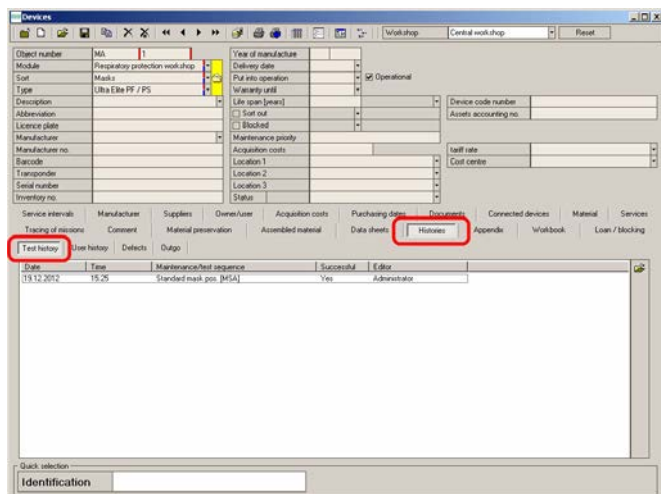 Devices
Workshop Central workshop Reset
Object number MA 1 Year of manufacture
Module Respiratory protection workshop Delivery date
Sort Masks Put into operation Operational
Type Ultra Elite PF / PS Warranty until
Description Life span [years] Device code number
Abbreviation Sort out Assets accounting no.
Licence plate Blocked
Manufacturer Maintenance priority
Manufacturer no. Acquisition costs tariff rate
Barcode Location 1 Cost centre
Transponder Location 2
Serial number Location 3
Inventory no. Status
Service intervals Manufacturer Suppliers Owner/user Acquisition costs Purchasing dates Documents Connected devices Material Services
Tracing of missions Comment Material preservation Assembled material Data sheets Histories Appendix Workbook Loan / blocking
Test history User history Defects Outgo
Date Time Maintenance/test sequence Successful Editor
19.12.2012 15:25 Standard mask pos. [MSA] Yes Administrator
Quick selection
Identification